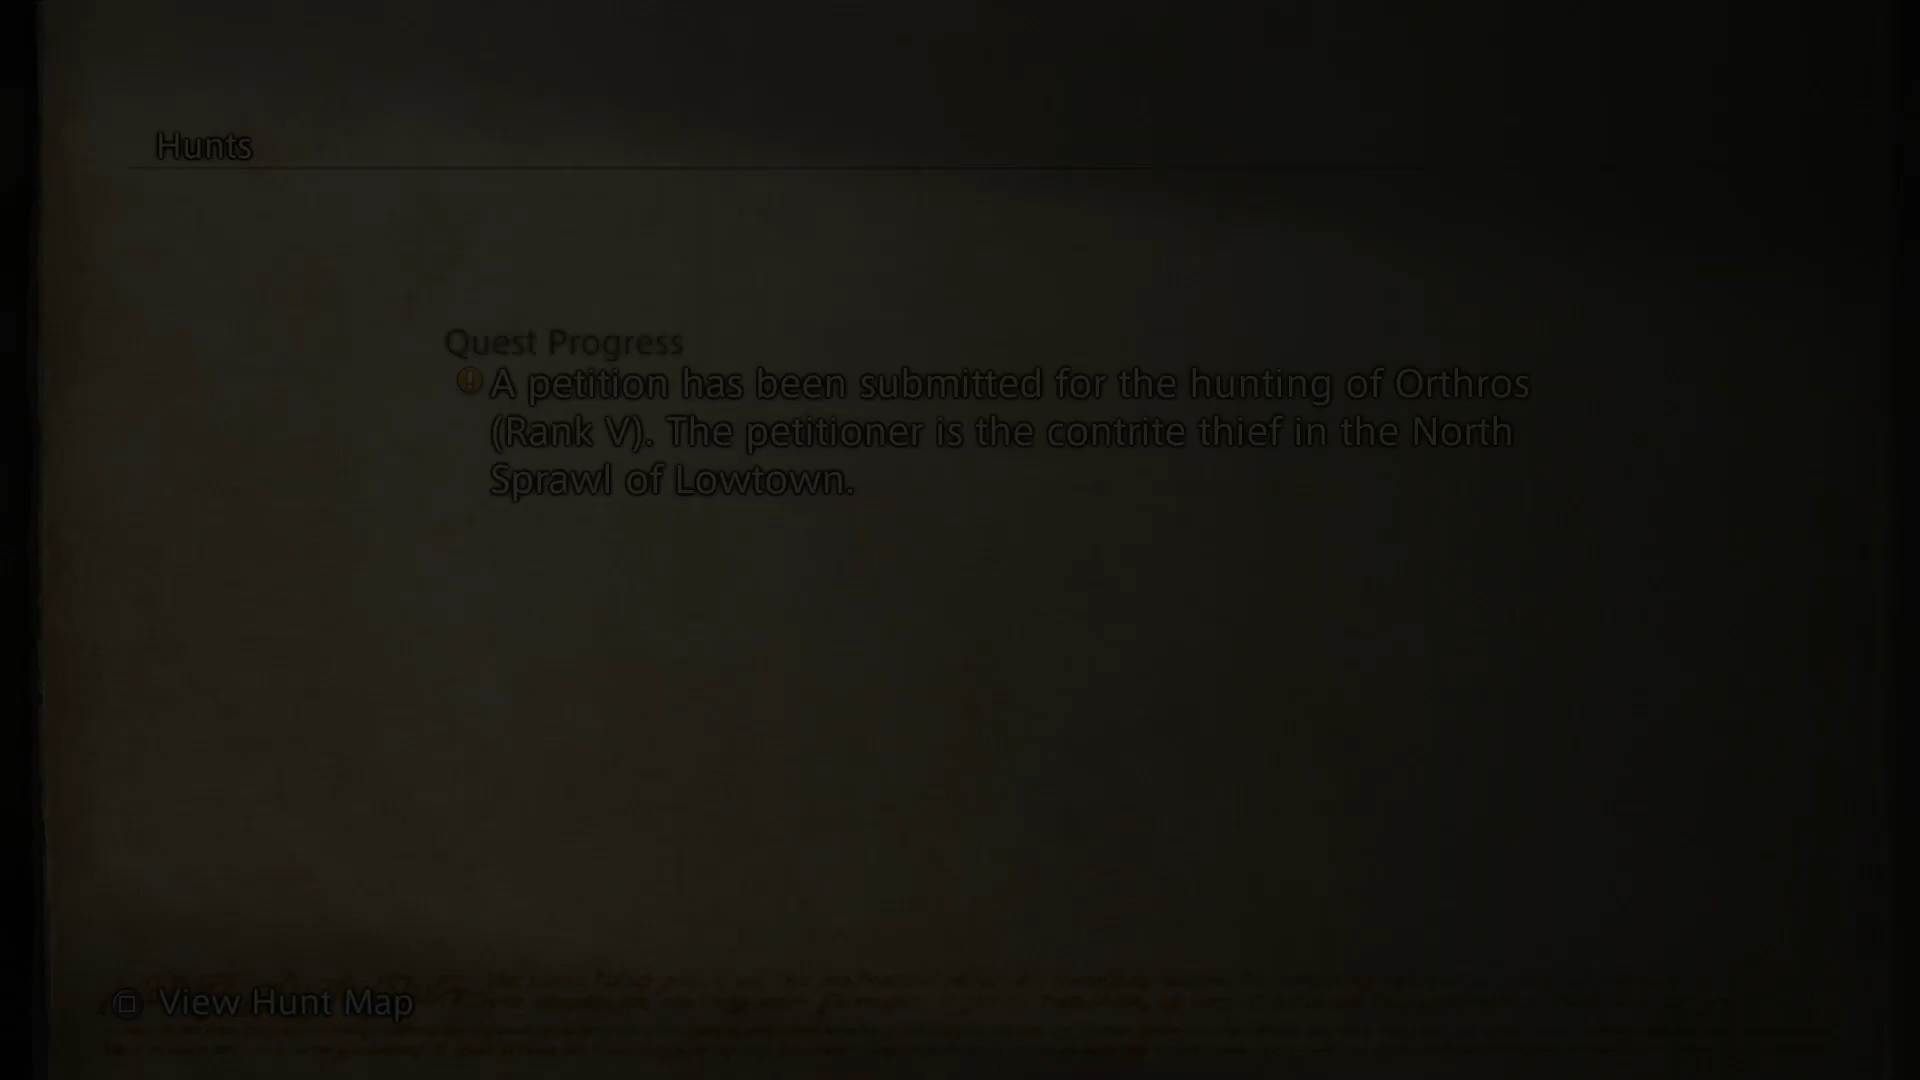 Hunts
Quest Progress
A petition has been submitted for the hunting of Orthros
(Rank V). The petitioner is the contrite thief in the North
Sprawl of Lowtown.
View Hunt Map